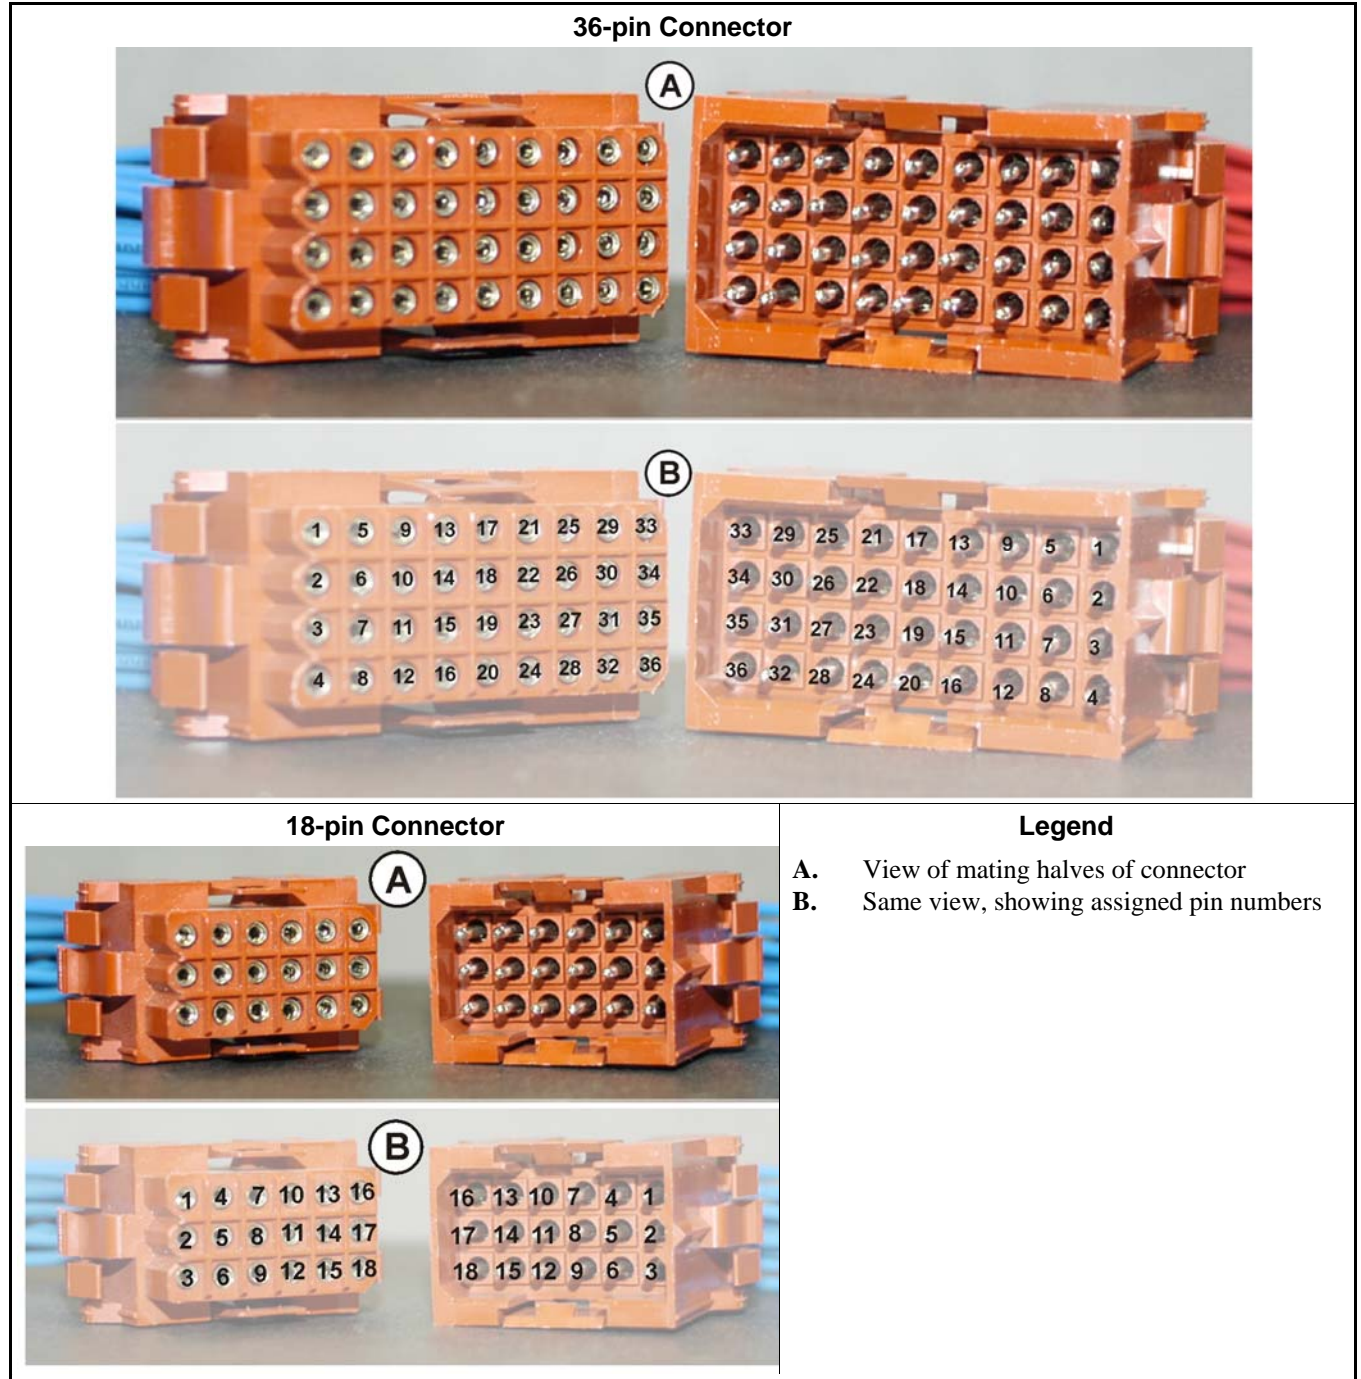 36-pin Connector
A
B
1 5 9 13 17 21 25 29 33
2 6 10 14 18 22 26 30 34
3 7 11 15 19 23 27 31 35
4 8 12 16 20 24 28 32 36
33 29 25 21 17 13 9 5 1
34 30 26 22 18 14 10 6 2
35 31 27 23 19 15 11 7 3
36 32 28 24 20 16 12 8 4
18-pin Connector
A
B
1 4 7 10 13 16
2 5 8 11 14 17
3 6 9 12 15 18
16 13 10 7 4 1
17 14 11 8 5 2
18 15 12 9 6 3
Legend
A. View of mating halves of connector
B. Same view, showing assigned pin numbers